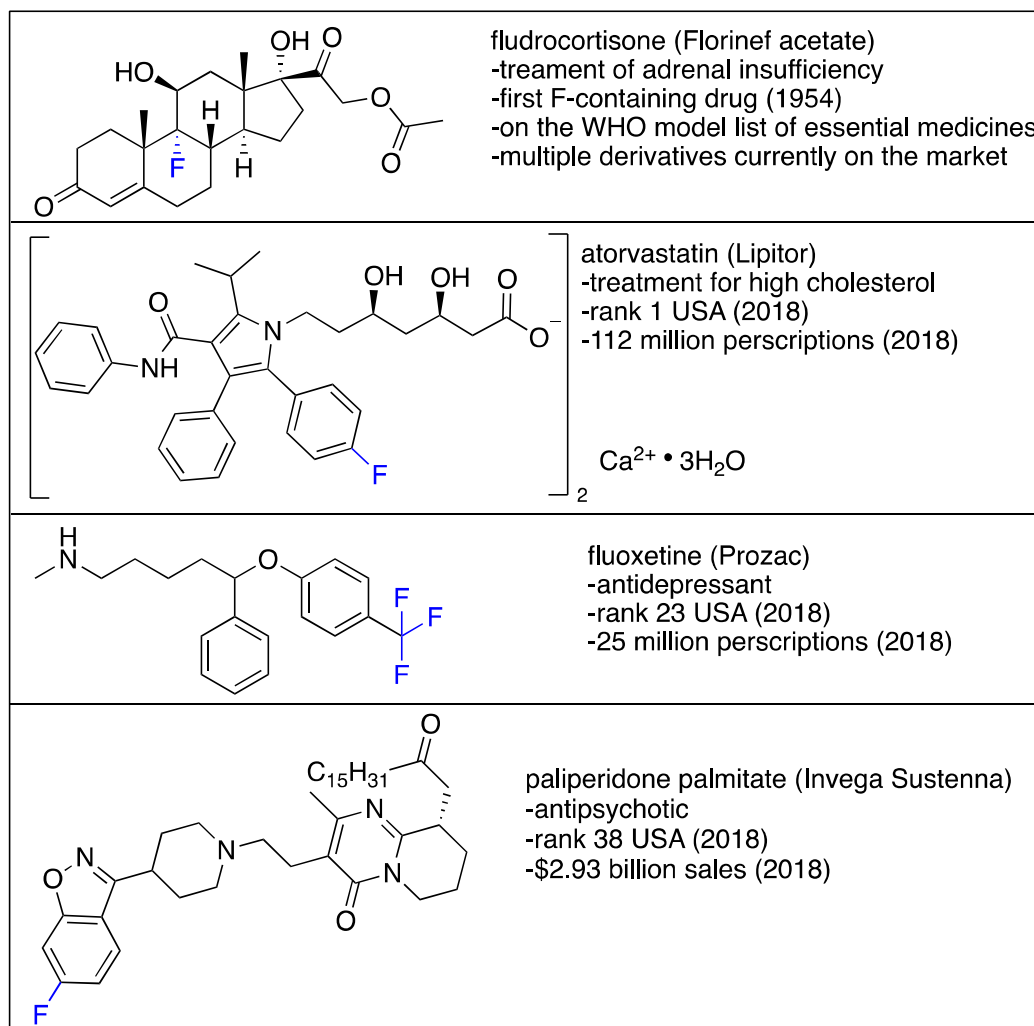 fludrocortisone (Florinef acetate)
-treament of adrenal insufficiency
-first F-containing drug (1954)
-on the WHO model list of essential medicines
-multiple derivatives currently on the market
OH
O
HO
O
H
F
H
H
O
O
atorvastatin (Lipitor)
-treatment for high cholesterol
-rank 1 USA (2018)
-112 million perscriptions (2018)
OH OH
O
O
N
O⁻
NH
F
2
Ca²⁺ • 3H₂O
fluoxetine (Prozac)
-antidepressant
-rank 23 USA (2018)
-25 million perscriptions (2018)
H
N
O
F
F
F
paliperidone palmitate (Invega Sustenna)
-antipsychotic
-rank 38 USA (2018)
-$2.93 billion sales (2018)
O
C₁₅H₃₁
N
N
N
N
O
O
F